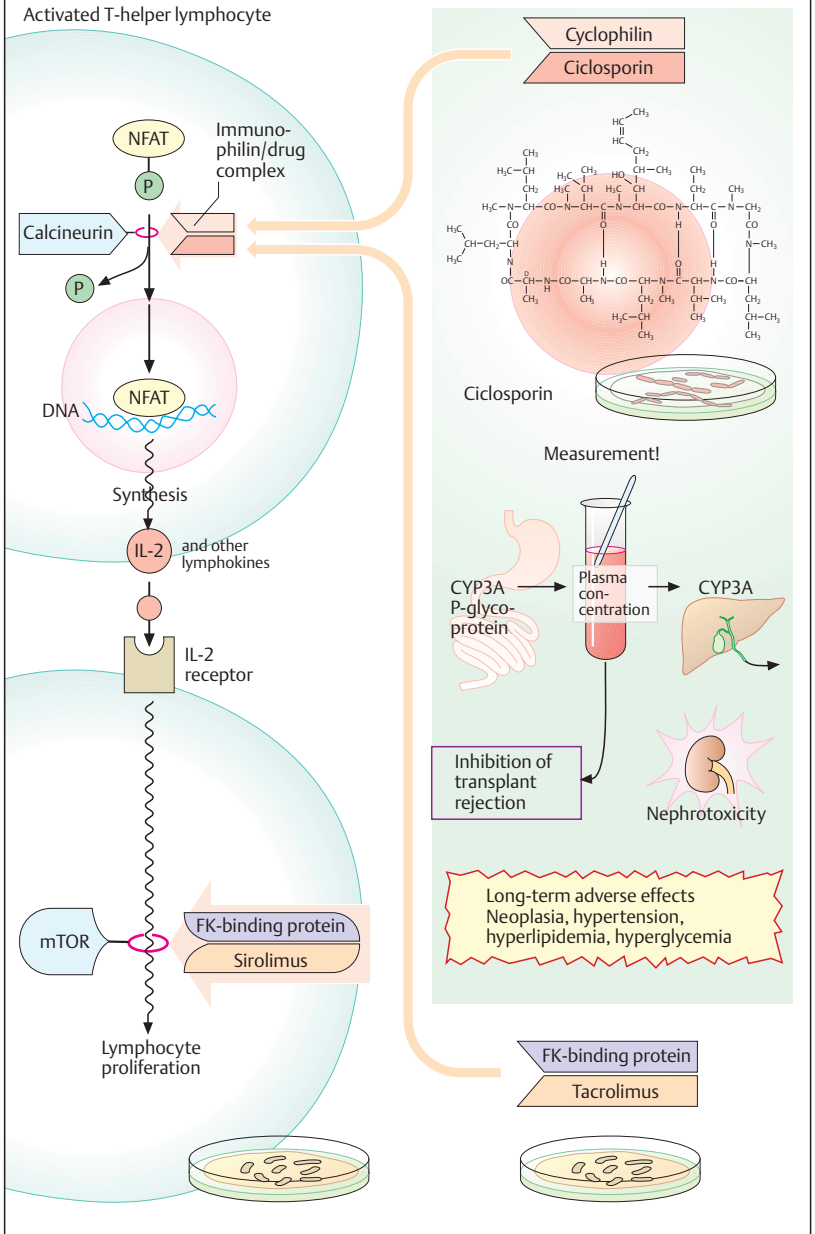 Activated T-helper lymphocyte
NFAT
P
Immuno-
philin/drug
complex
Calcineurin
P
NFAT
DNA
Synthesis
IL-2
and other
lymphokines
IL-2
receptor
mTOR
FK-binding protein
Sirolimus
Lymphocyte
proliferation
Cyclophilin
Ciclosporin
Ciclosporin
Measurement!
CYP3A
P-glyco-
protein
Plasma
con-
centration
CYP3A
Inhibition of
transplant
rejection
Nephrotoxicity
Long-term adverse effects
Neoplasia, hypertension,
hyperlipidemia, hyperglycemia
FK-binding protein
Tacrolimus